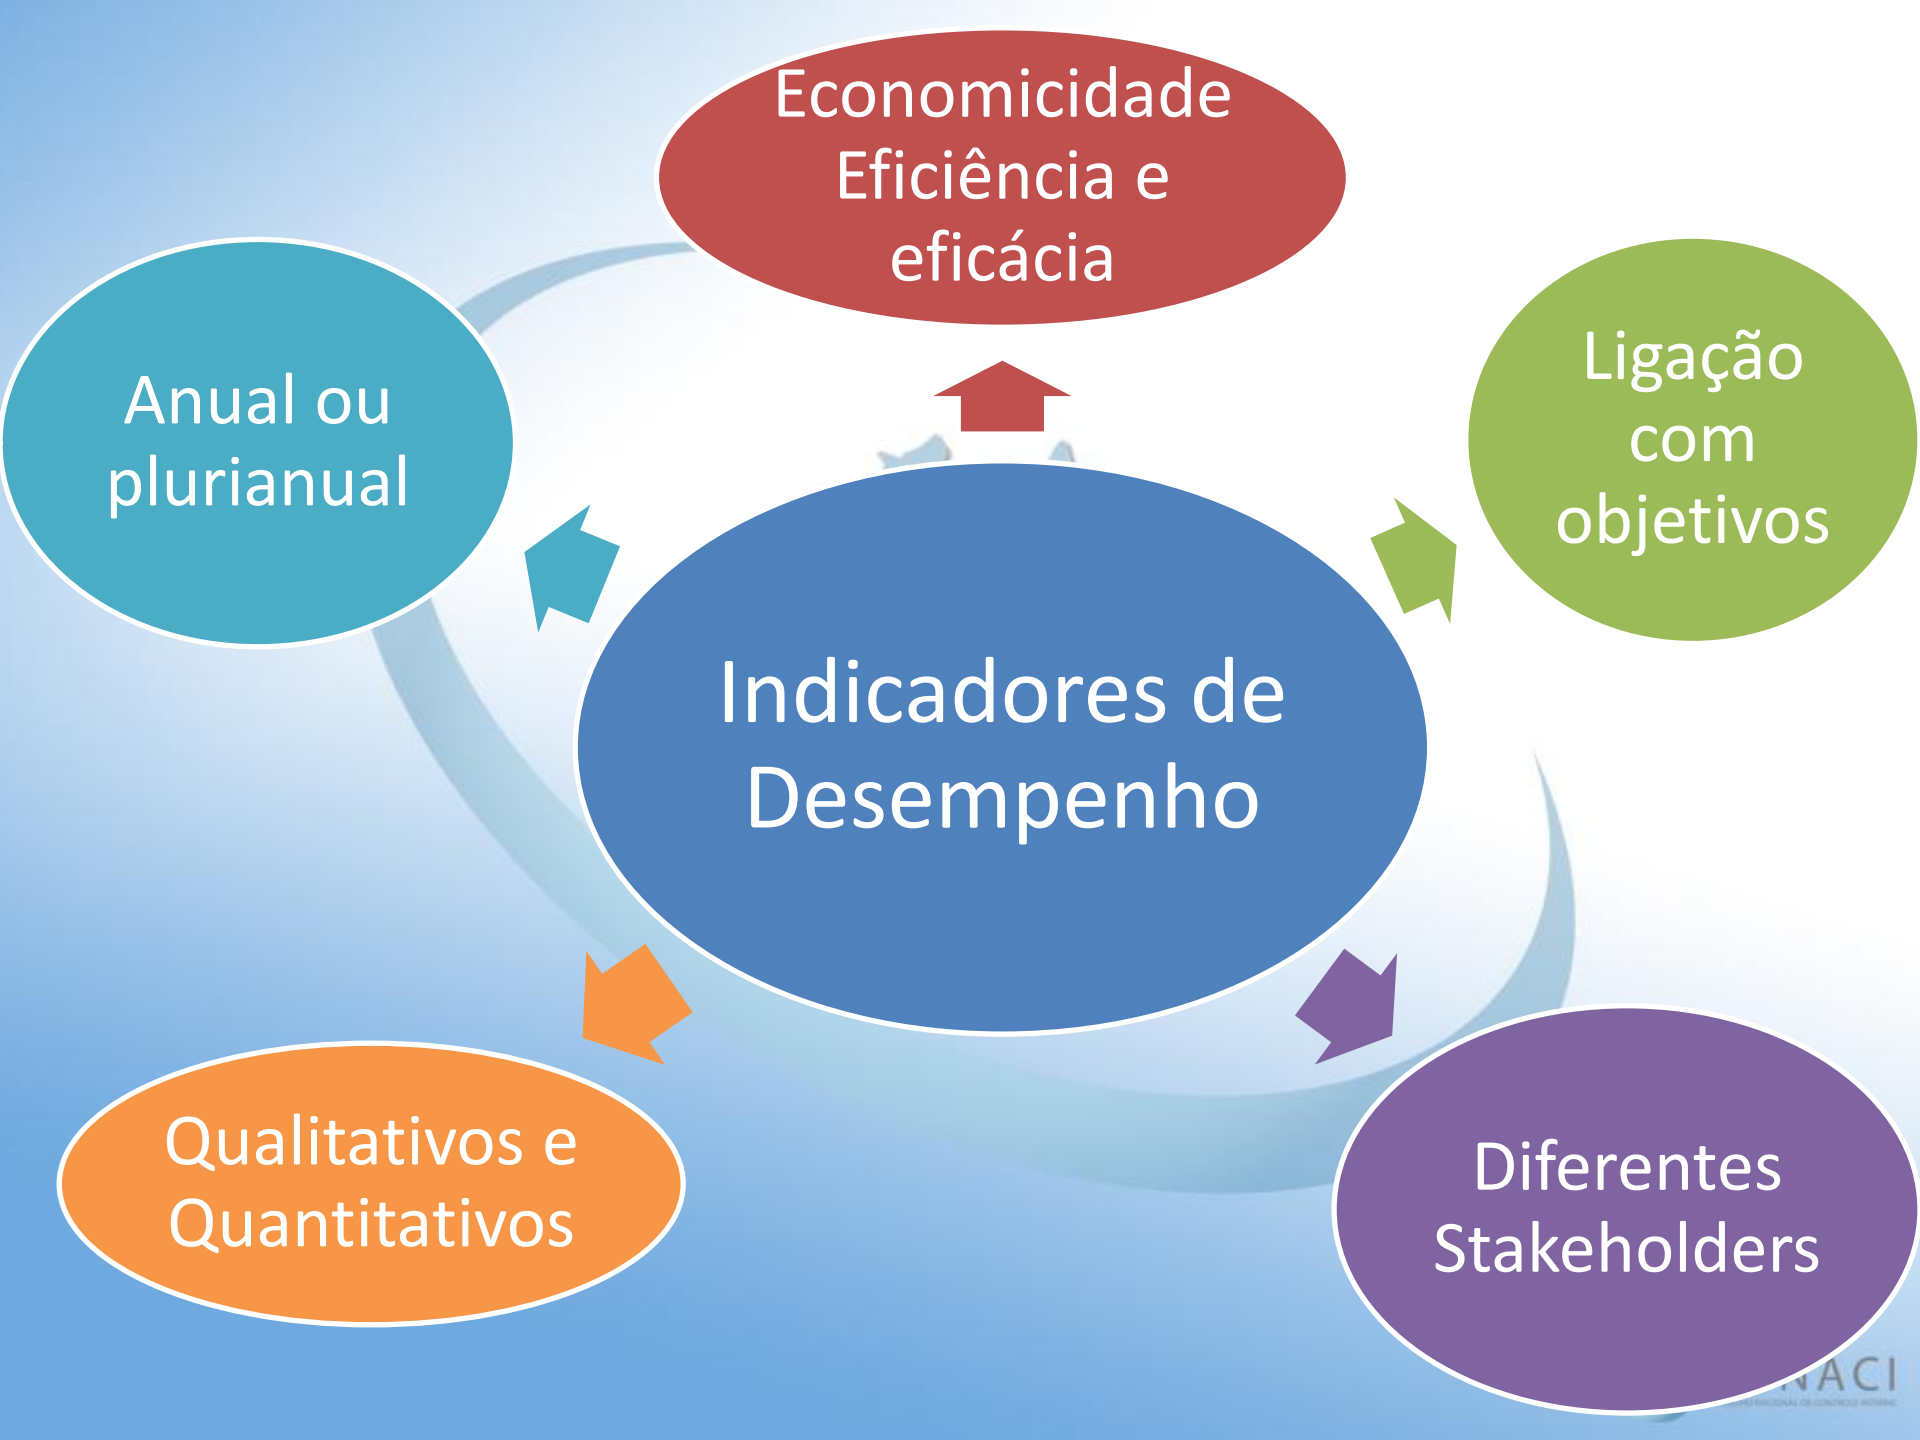 Economicidade
Eficiência e
eficácia
Anual ou
plurianual
Ligação
com
objetivos
Indicadores de
Desempenho
Qualitativos e
Quantitativos
Diferentes
Stakeholders